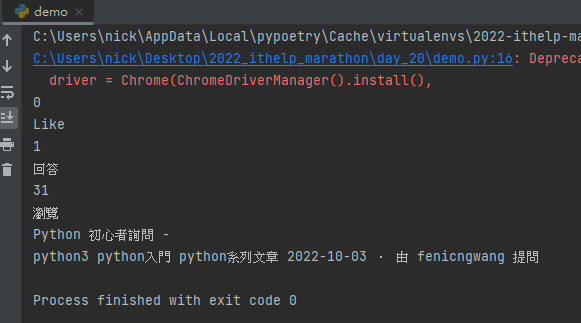 demo
C:\Users\nick\AppData\Local\pypoetry\Cache\virtualenvs\2022-ithelp-ma
C:\Users\nick\Desktop\2022_ithelp_marathon\day_20\demo.py:16: Depreca
driver = Chrome(ChromeDriverManager().install(),
0
Like
1
回答
31
瀏覽
Python 初心者詢問 -
python3 python入門 python系列文章 2022-10-03 ‧ 由 fenicngwang 提問
Process finished with exit code 0